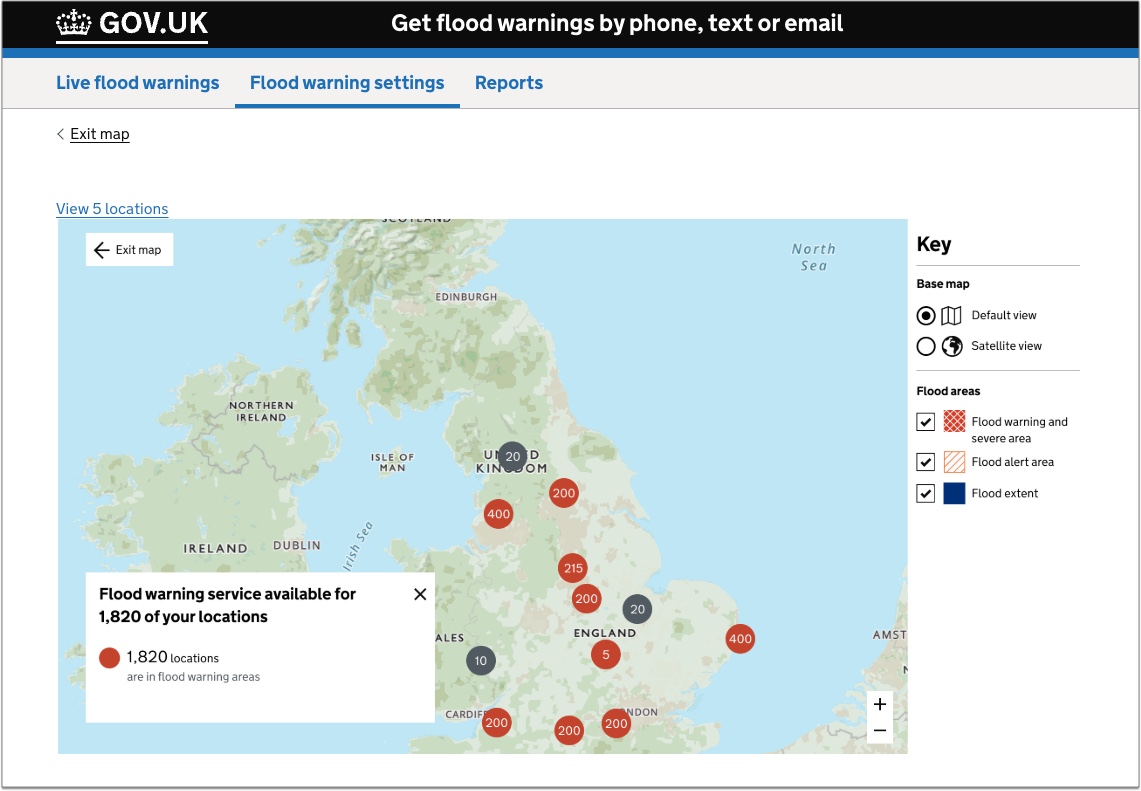 GOV.UK
Get flood warnings by phone, text or email
Live flood warnings
Flood warning settings
Reports
Exit map
View 5 locations
SCOTLAND
Exit map
North
Sea
EDINBURGH
NORTHERN
IRELAND
ISLE OF
MAN
UNITED
KINGDOM
20
200
400
IRELAND
DUBLIN
Irish Sea
215
200
20
ENGLAND
400
5
ALES
10
AMST
CARDIFF
200
200
200
ONDON
Flood warning service available for
1,820 of your locations
1,820 locations
are in flood warning areas
+
−
Key
Base map
Default view
Satellite view
Flood areas
Flood warning and
severe area
Flood alert area
Flood extent